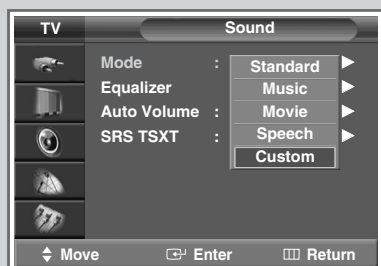 TV Sound
Mode : Standard
Equalizer Music
Auto Volume : Movie
SRS TSXT : Speech
Custom
Move Enter Return